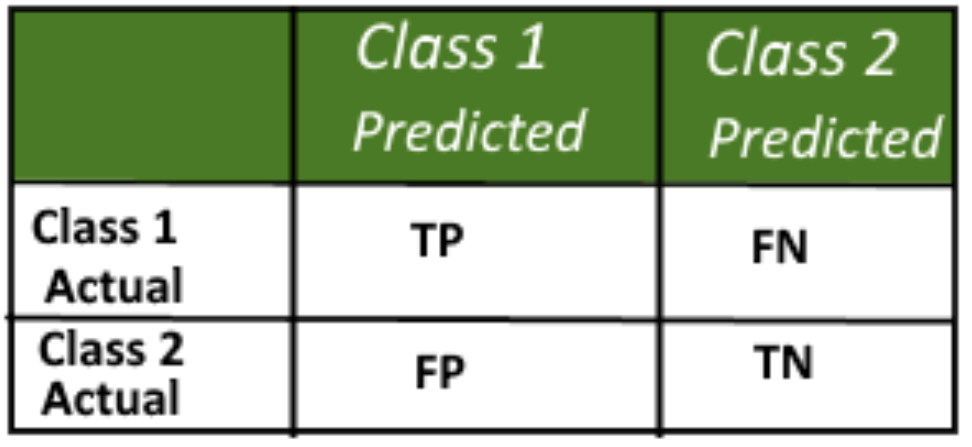 Class 1
Predicted
Class 2
Predicted
Class 1
Actual
TP
FN
Class 2
Actual
FP
TN